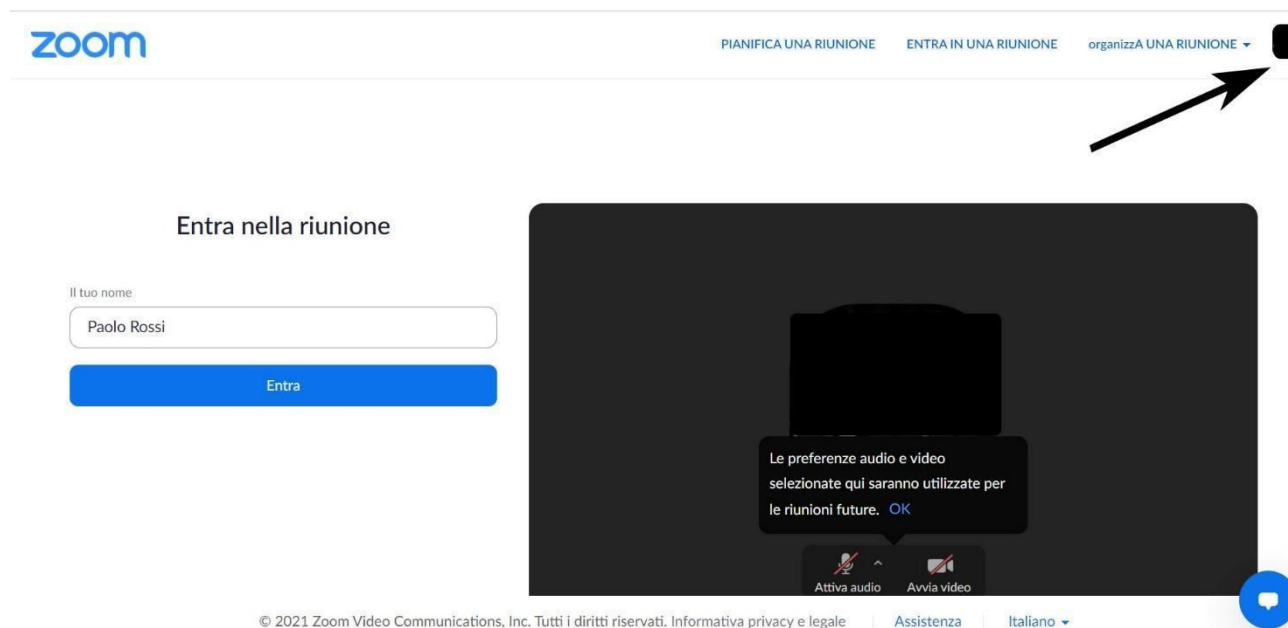 zoom
PIANIFICA UNA RIUNIONE ENTRA IN UNA RIUNIONE organizzA UNA RIUNIONE
Entra nella riunione
Il tuo nome
Paolo Rossi
Entra
Le preferenze audio e video
selezionate qui saranno utilizzate per
le riunioni future. OK
Attiva audio Avvia video
© 2021 Zoom Video Communications, Inc. Tutti i diritti riservati. Informativa privacy e legale Assistenza Italiano